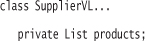 class SupplierVL...
private List products;